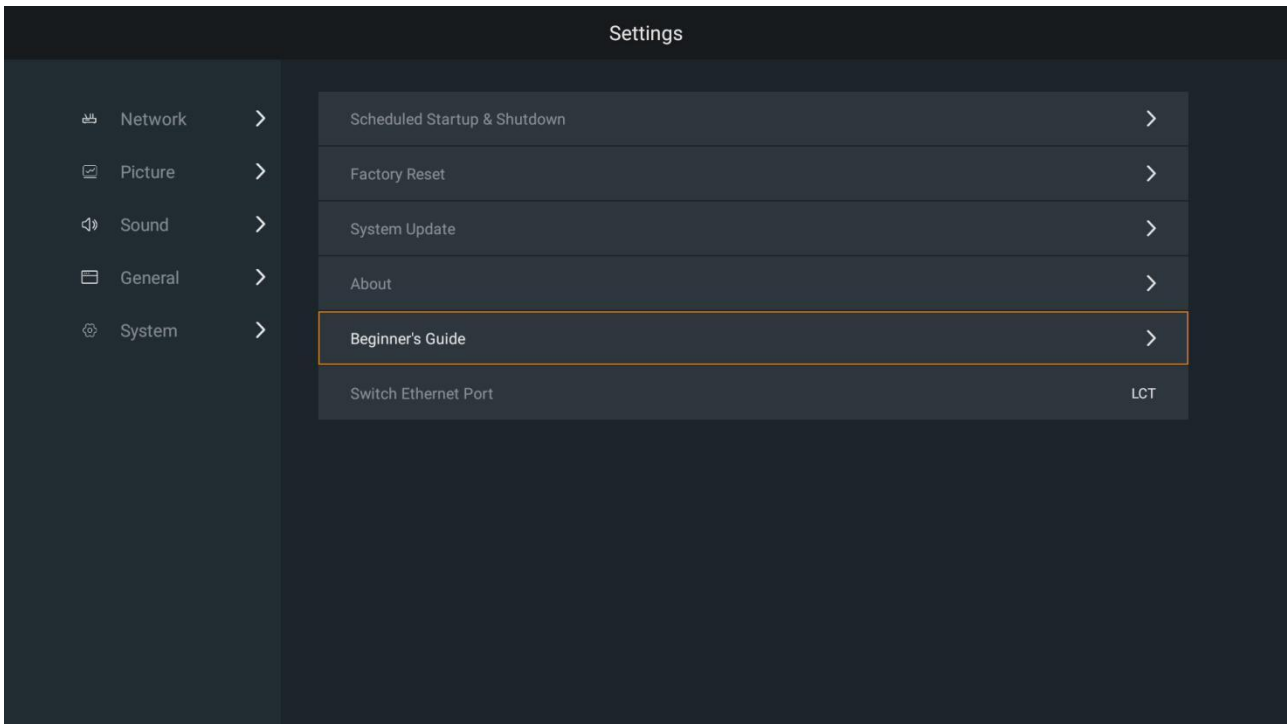 Settings
Network
Picture
Sound
General
System
Scheduled Startup & Shutdown
Factory Reset
System Update
About
Beginner's Guide
Switch Ethernet Port LCT